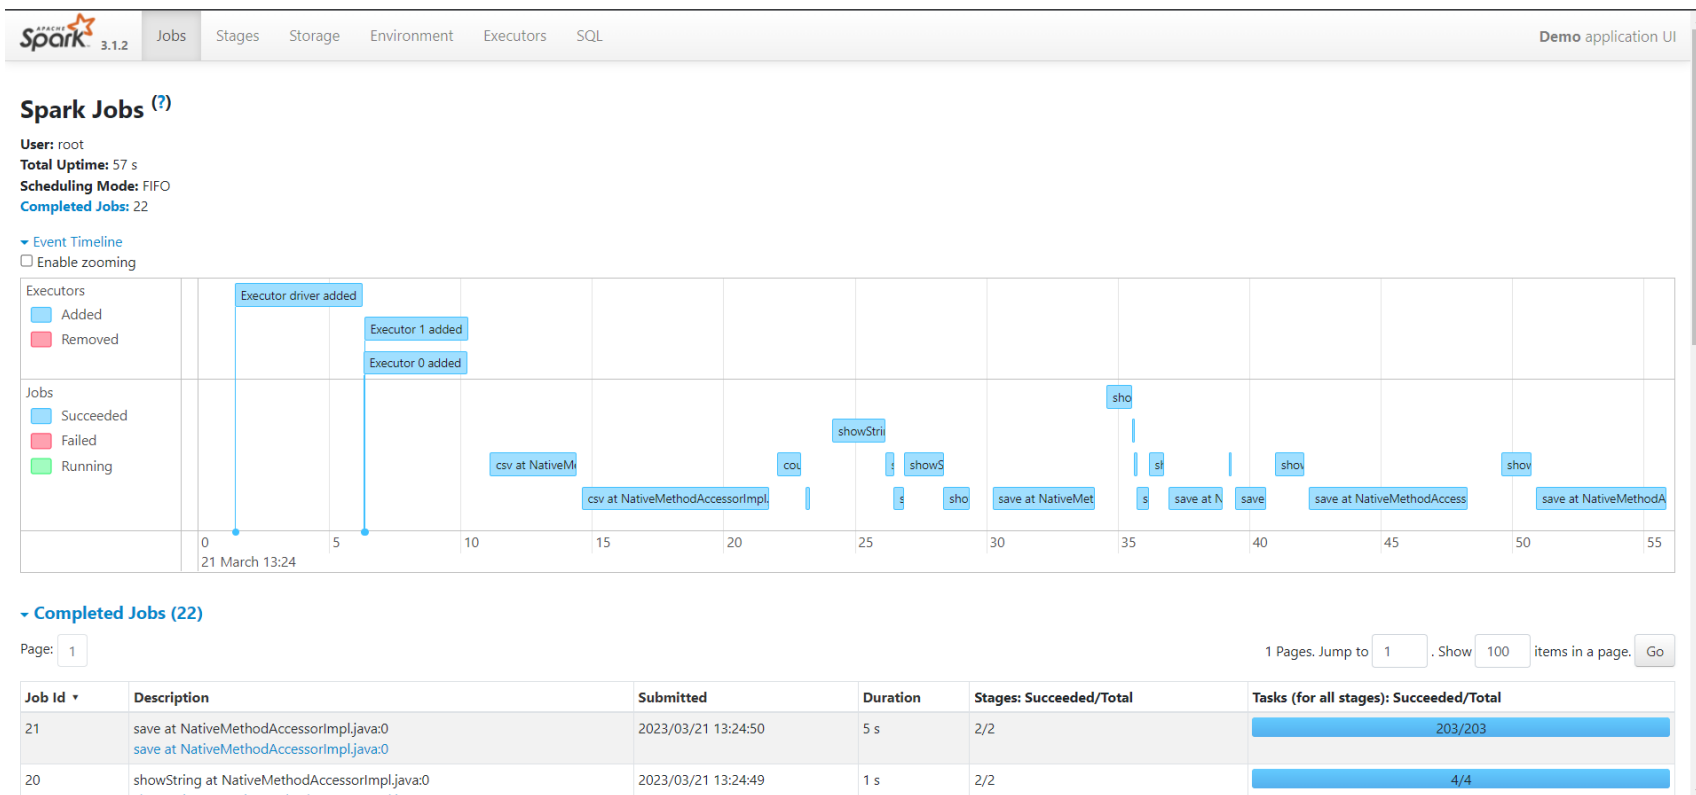 APACHE
Spark 3.1.2 Jobs Stages Storage Environment Executors SQL Demo application UI
Spark Jobs (?)
User: root
Total Uptime: 57 s
Scheduling Mode: FIFO
Completed Jobs: 22
Event Timeline
Enable zooming
Executors
Added
Removed
Executor driver added
Executor 1 added
Executor 0 added
Jobs
Succeeded
Failed
Running
sho
showStri
csv at NativeM cou s showS sh shov shov
csv at NativeMethodAccessorImpl. s sho save at NativeMet s save at N save save at NativeMethodAccess save at NativeMethodA
0 5 10 15 20 25 30 35 40 45 50 55
21 March 13:24
Completed Jobs (22)
Page: 1 1 Pages. Jump to 1 . Show 100 items in a page. Go
Job Id ▾ Description Submitted Duration Stages: Succeeded/Total Tasks (for all stages): Succeeded/Total
21 save at NativeMethodAccessorImpl.java:0 2023/03/21 13:24:50 5 s 2/2 203/203
save at NativeMethodAccessorImpl.java:0
20 showString at NativeMethodAccessorImpl.java:0 2023/03/21 13:24:49 1 s 2/2 4/4